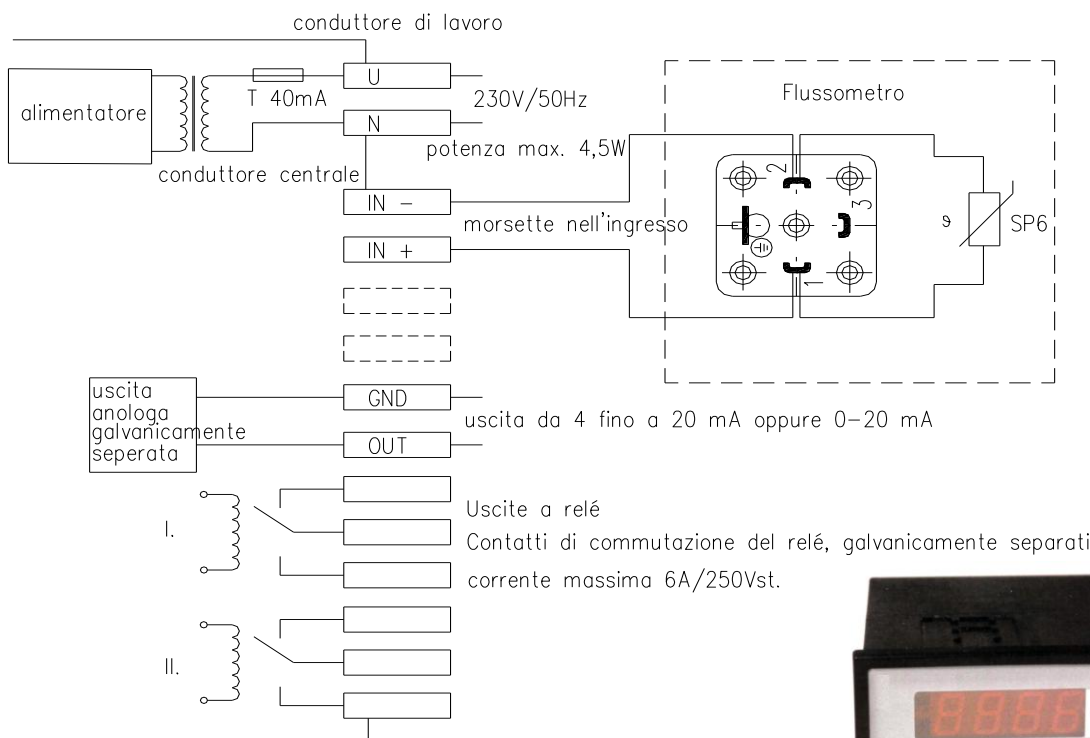 conduttore di lavoro
alimentatore
T 40mA
U
230V/50Hz
N
potenza max. 4,5W
conduttore centrale
IN -
morsette nell'ingresso
IN +
Flussometro
2
3
1
ϑ
SP6
uscita
anologa
galvanicamente
seperata
GND
uscita da 4 fino a 20 mA oppure 0-20 mA
OUT
I.
Uscite a relé
Contatti di commutazione del relé, galvanicamente separati
corrente massima 6A/250Vst.
II.